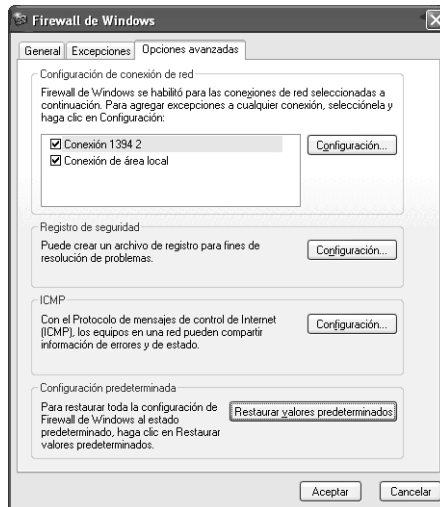 Firewall de Windows
General
Excepciones
Opciones avanzadas
Configuración de conexión de red
Firewall de Windows se habilitó para las conexiones de red seleccionadas a
continuación. Para agregar excepciones a cualquier conexión, selecciónela y
haga clic en Configuración:
Conexión 1394 2
Conexión de área local
Configuración...
Registro de seguridad
Puede crear un archivo de registro para fines de
resolución de problemas.
Configuración...
ICMP
Con el Protocolo de mensajes de control de Internet
(ICMP), los equipos en una red pueden compartir
información de errores y de estado.
Configuración...
Configuración predeterminada
Para restaurar toda la configuración de
Firewall de Windows al estado
predeterminado, haga clic en Restaurar
valores predeterminados.
Restaurar valores predeterminados
Aceptar
Cancelar